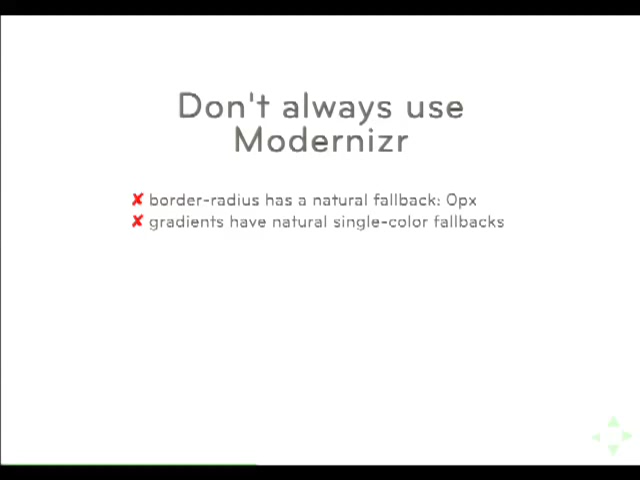 Don't always use
Modernizr
✘ border-radius has a natural fallback: 0px
✘ gradients have natural single-color fallbacks